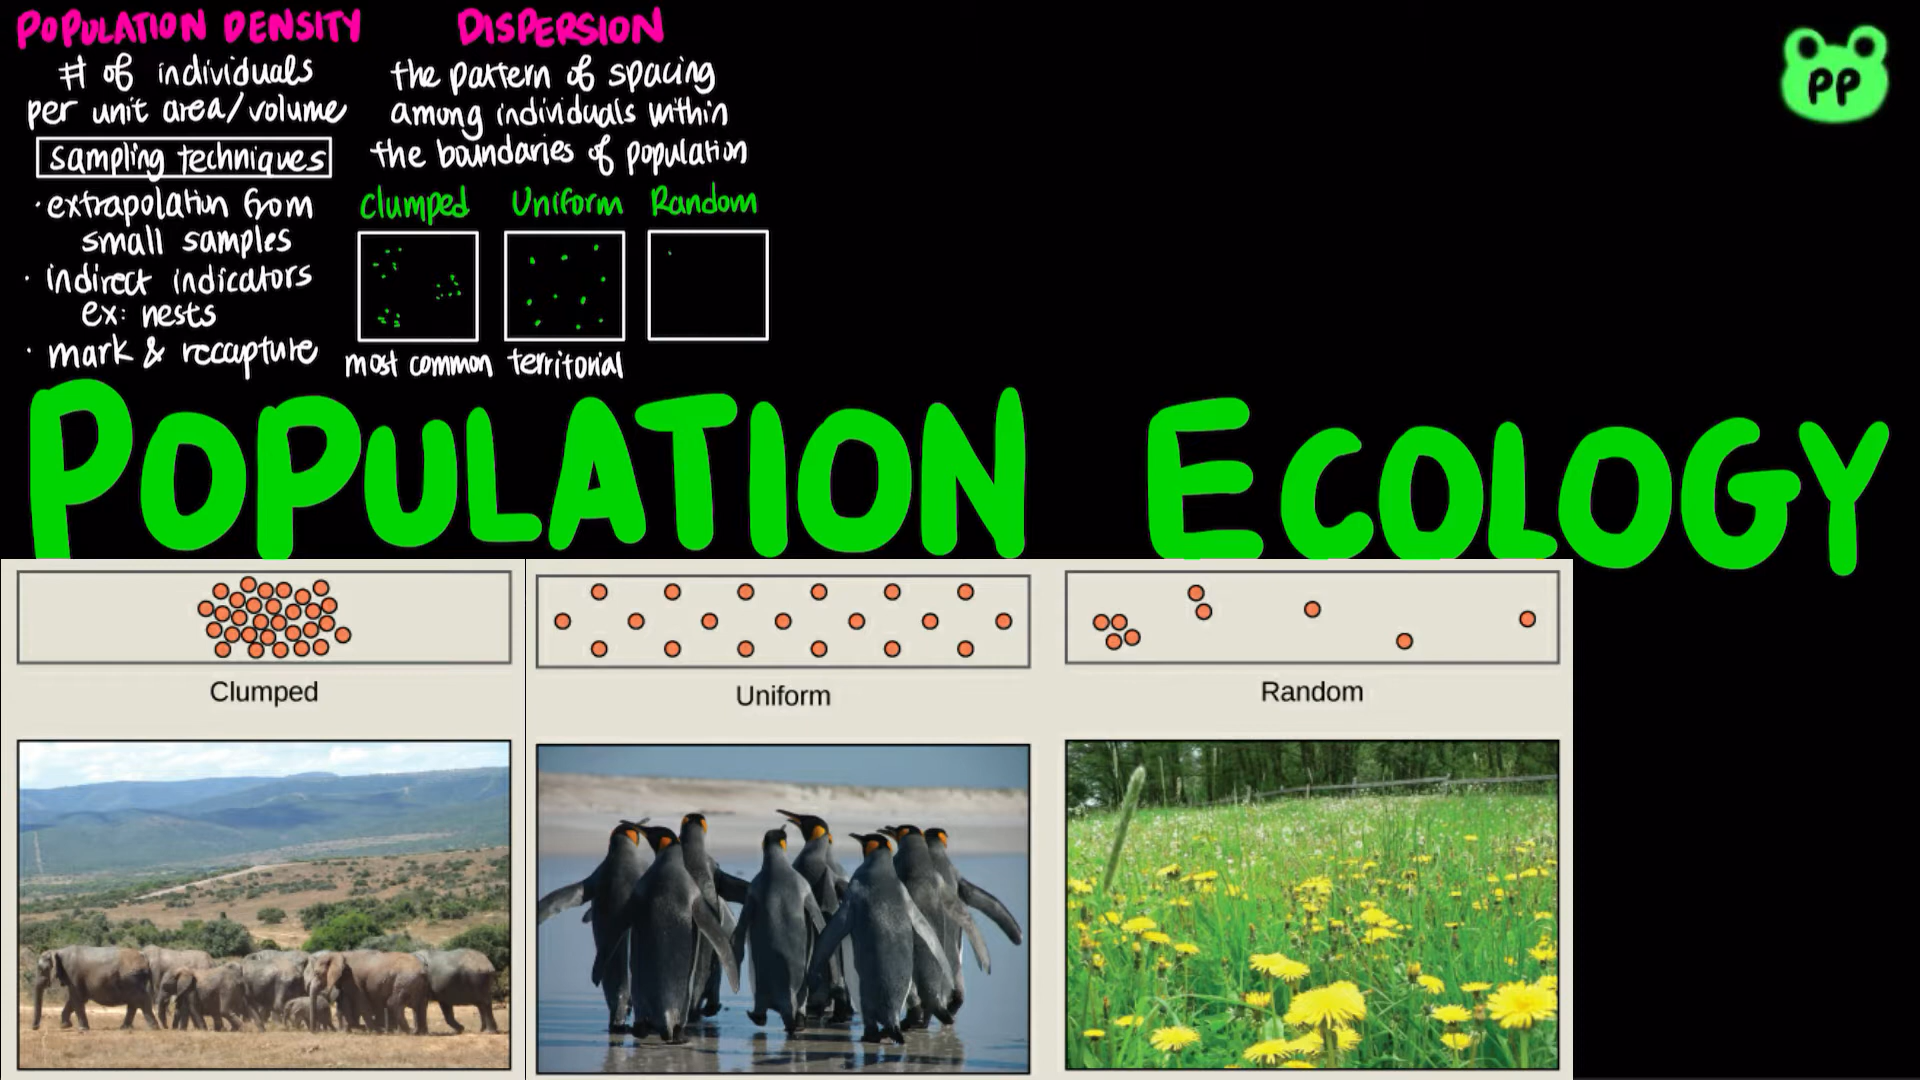 POPULATION DENSITY
# of individuals
per unit area/volume
sampling techniques
· extrapolation from
small samples
· indirect indicators
ex: nests
· mark & recapture
DISPERSION
the pattern of spacing
among individuals within
the boundaries of population
Clumped Uniform Random
most common territorial
PP
POPULATION ECOLOGY
Clumped
Uniform
Random